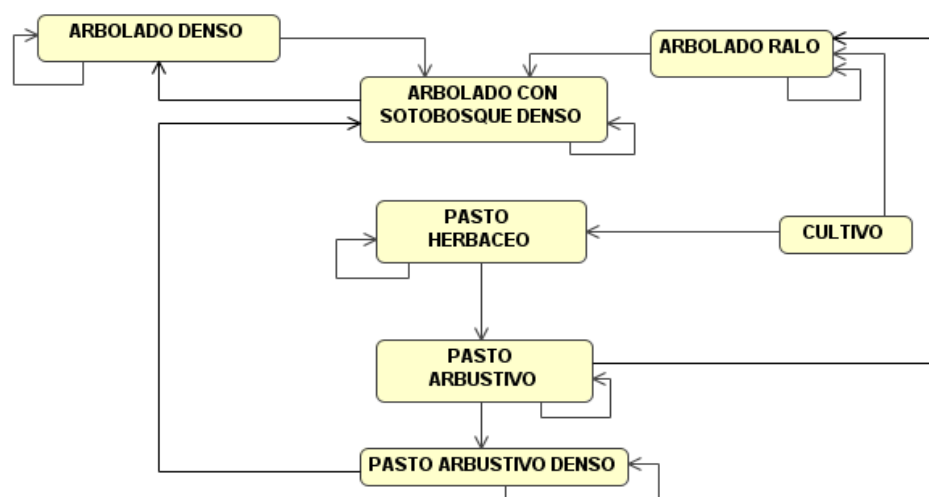 ARBOLADO DENSO
ARBOLADO RALO
ARBOLADO CON
SOTOBOSQUE DENSO
PASTO
HERBACEO
CULTIVO
PASTO
ARBUSTIVO
PASTO ARBUSTIVO DENSO